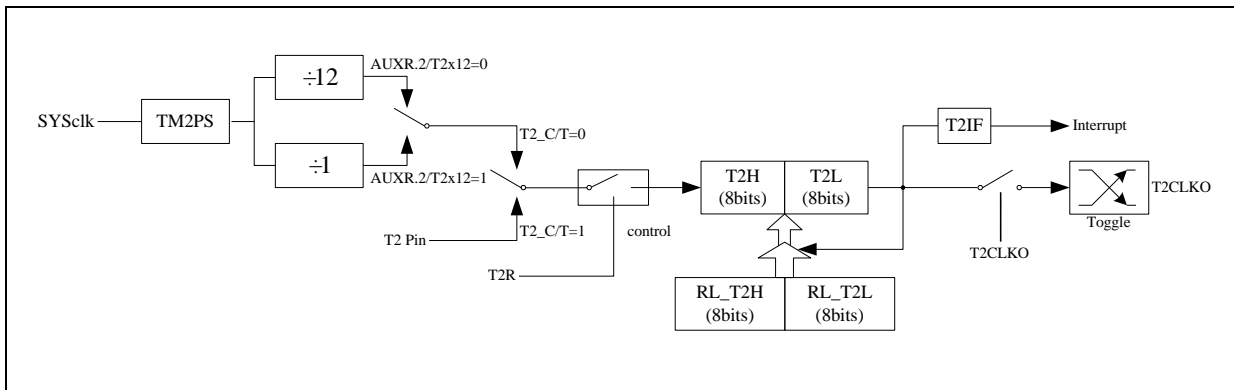 SYSclk
TM2PS
÷12
÷1
AUXR.2/T2x12=0
AUXR.2/T2x12=1
T2_C/T=0
T2_C/T=1
T2 Pin
T2R
control
T2H
(8bits)
T2L
(8bits)
RL_T2H
(8bits)
RL_T2L
(8bits)
T2IF
Interrupt
T2CLKO
Toggle
T2CLKO